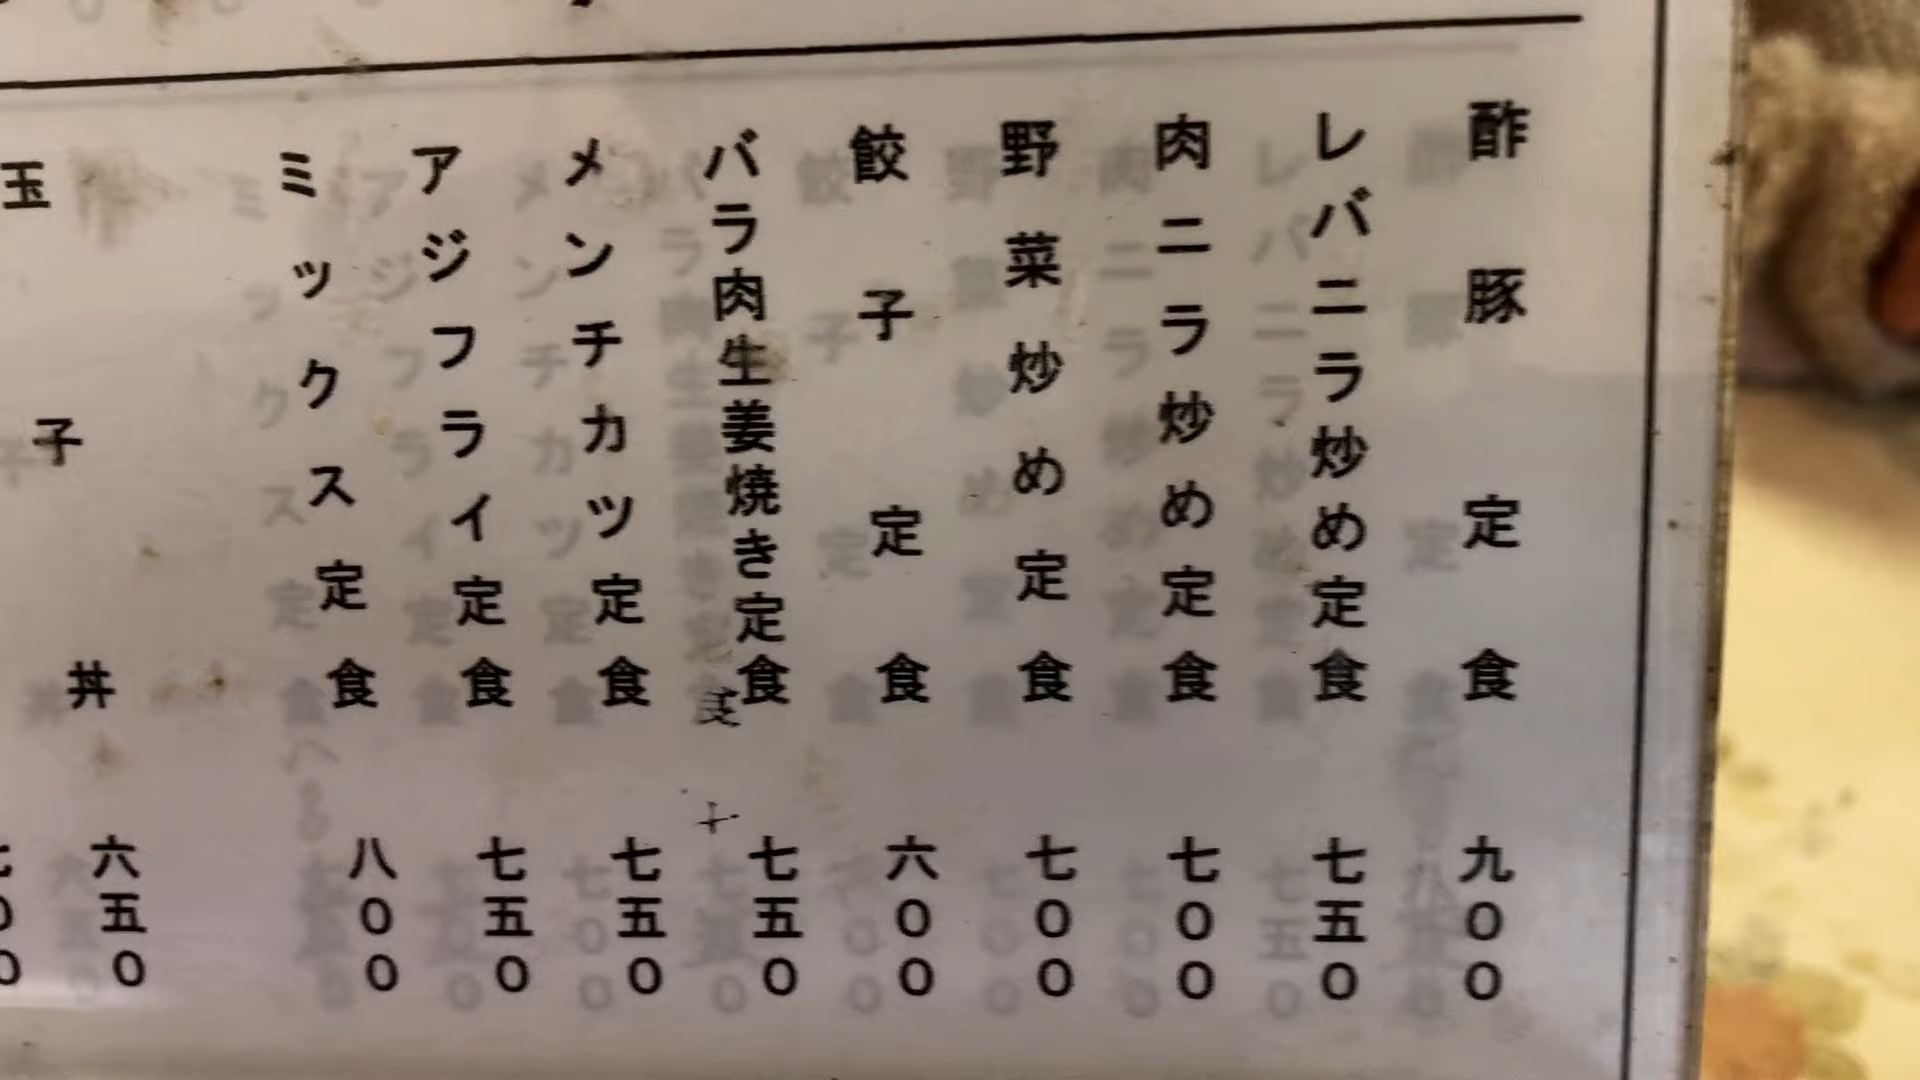 酢豚定食 九〇〇
レバニラ炒め定食 七五〇
肉ニラ炒め定食 七〇〇
野菜炒め定食 七〇〇
餃子定食 六〇〇
バラ肉生姜焼き定食 七五〇
メンチカツ定食 七五〇
アジフライ定食 七五〇
ミックス定食 八〇〇
玉子丼 六五〇